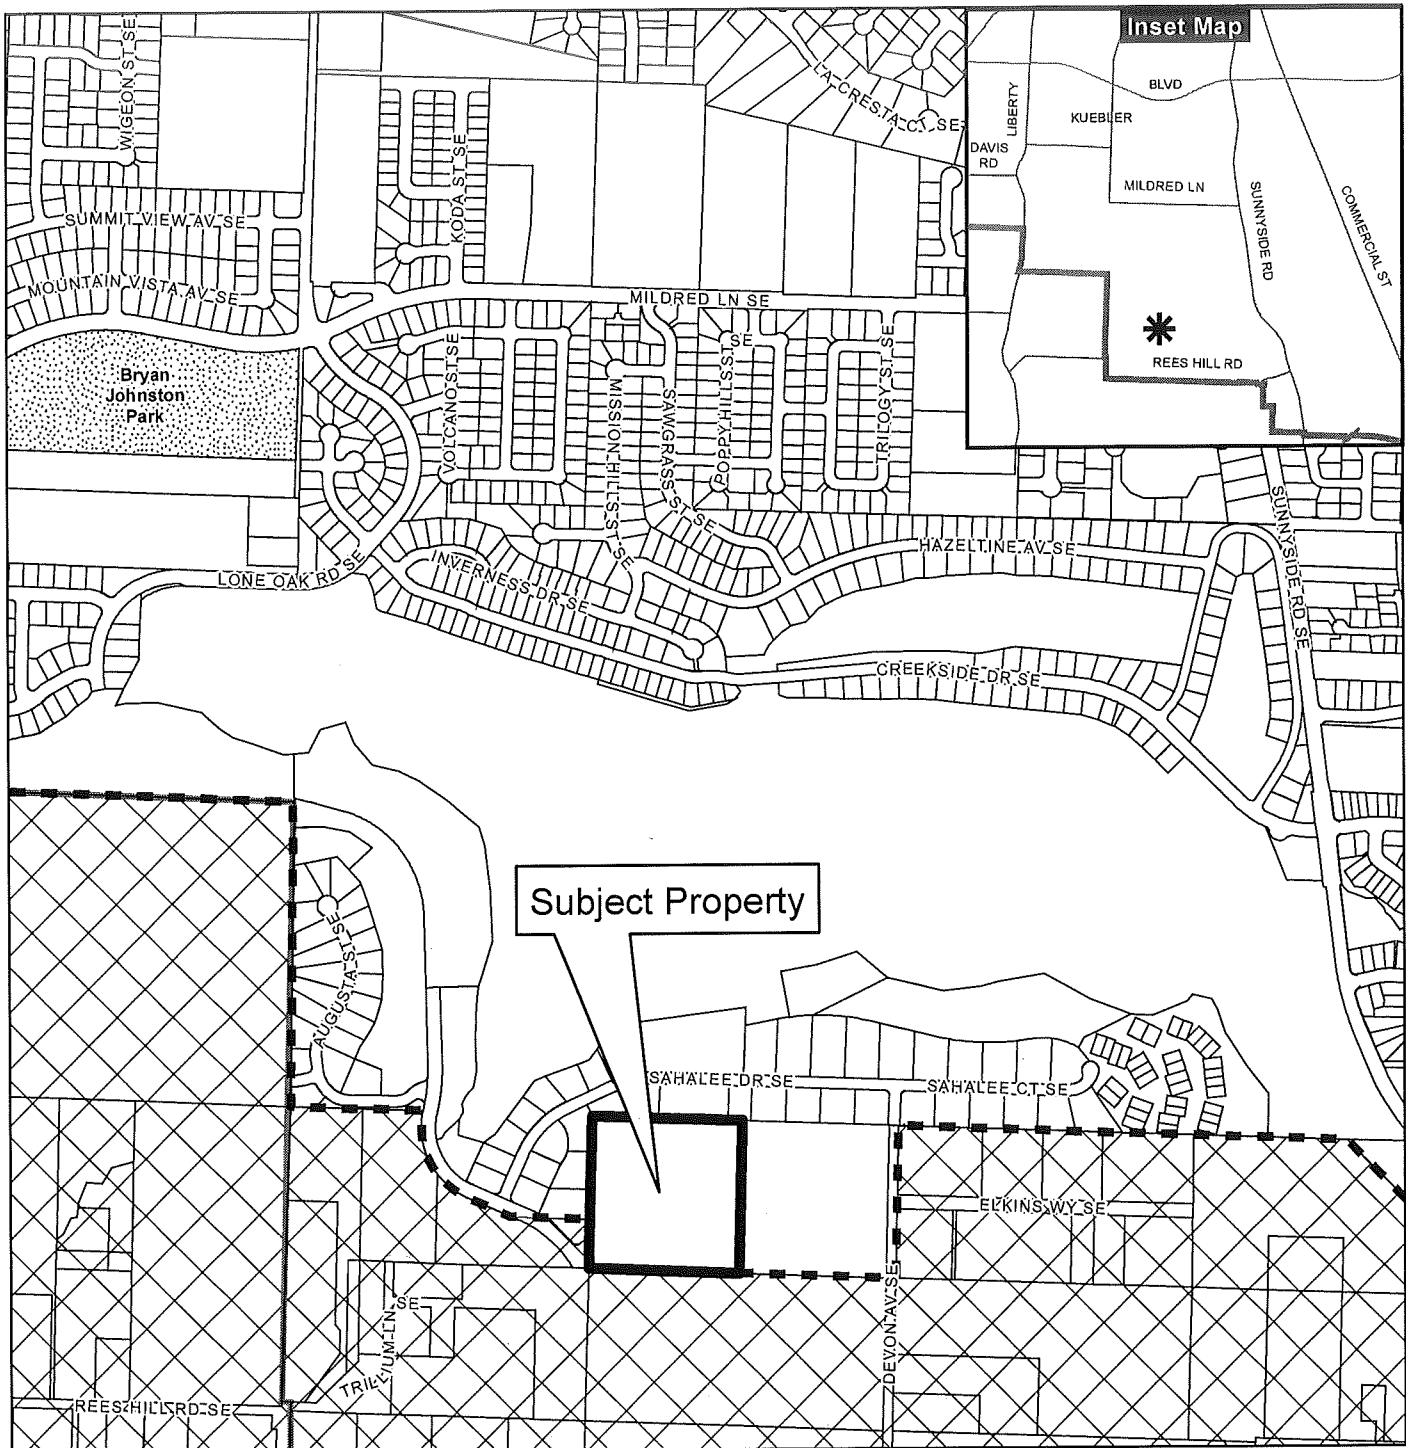 Inset Map
BLVD
LIBERTY
KUEBLER
DAVIS
RD
MILDRED LN
SUNNYSIDE RD
COMMERCIAL ST
REES HILL RD
WIGEON ST SE
LA CRESTA CT SE
KODA ST SE
SUMMIT VIEW AV SE
MOUNTAIN VISTA AV SE
MILDRED LN SE
Bryan
Johnston
Park
VOLCANO ST SE
MISSION HILLS ST SE
SAWGRASS ST SE
POPPY HILLS ST SE
TRILOGY ST SE
SUNNYSIDE RD SE
HAZELTINE AV SE
LONE OAK RD SE
INVERNESS DR SE
CREEKSIDE DR SE
Subject Property
AUGUSTA ST SE
SAHALEE DR SE
SAHALEE CT SE
ELKINS WY SE
DEVON AV SE
TRILLIUM LN SE
REES HILL RD SE